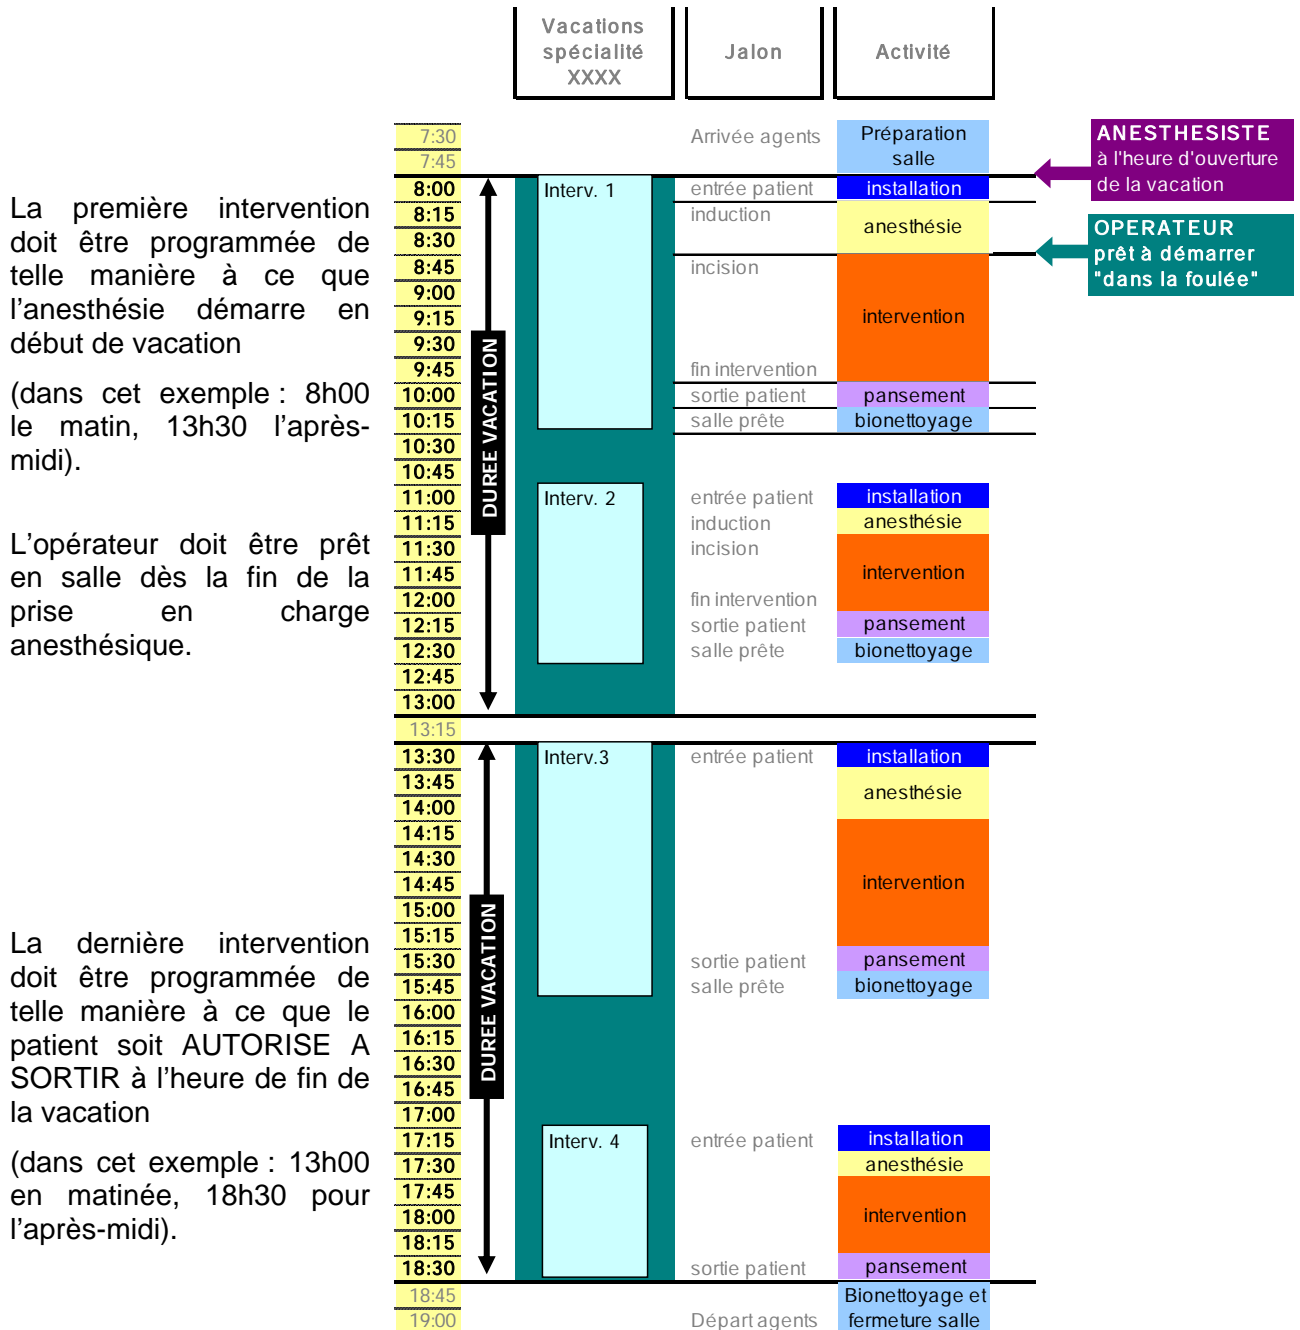 Vacations
spécialité
XXXX
Jalon
Activité
7:30
Arrivée agents
Préparation
salle
7:45
ANESTHESISTE
à l'heure d'ouverture
de la vacation
La première intervention
doit être programmée de
telle manière à ce que
l'anesthésie démarre en
début de vacation
(dans cet exemple : 8h00
le matin, 13h30 l'après-
midi).
L'opérateur doit être prêt
en salle dès la fin de la
prise en charge
anesthésique.
La dernière intervention
doit être programmée de
telle manière à ce que le
patient soit AUTORISE A
SORTIR à l'heure de fin de
la vacation
(dans cet exemple : 13h00
en matinée, 18h30 pour
l'après-midi).
OPERATEUR
prêt à démarrer
"dans la foulée"
DUREE VACATION
8:00 Interv. 1 entrée patient installation
8:15 induction
anesthésie
8:30
8:45 incision
9:00
9:15 intervention
9:30
9:45 fin intervention
10:00 sortie patient pansement
10:15 salle prête bionettoyage
10:30
10:45
11:00 Interv. 2 entrée patient installation
11:15 induction anesthésie
11:30 incision
11:45 intervention
12:00 fin intervention
12:15 sortie patient pansement
12:30 salle prête bionettoyage
12:45
13:00
13:15
DUREE VACATION
13:30 Interv.3 entrée patient installation
13:45
anesthésie
14:00
14:15
14:30
14:45 intervention
15:00
15:15
15:30 sortie patient pansement
15:45 salle prête bionettoyage
16:00
16:15
16:30
16:45
17:00
17:15 Interv. 4 entrée patient installation
17:30 anesthésie
17:45
18:00 intervention
18:15
18:30 sortie patient pansement
18:45 Bionettoyage et
19:00 Départ agents fermeture salle